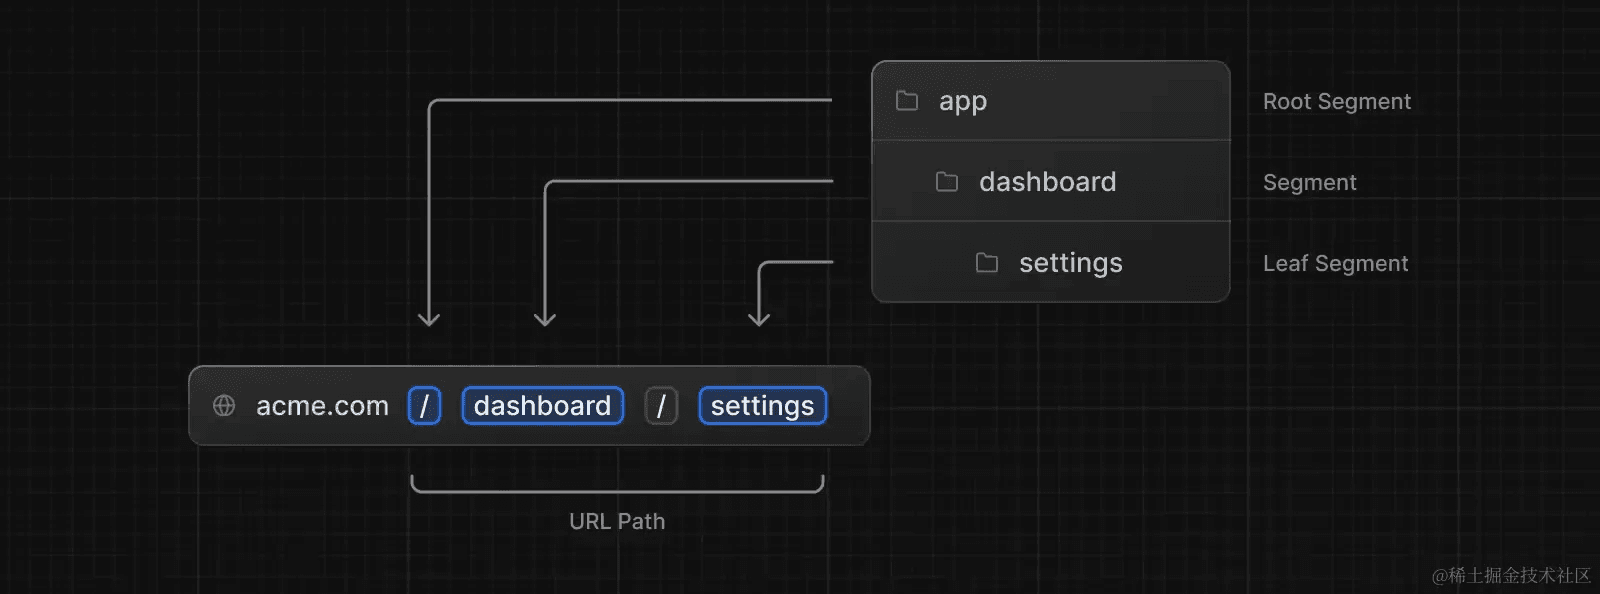 app
Root Segment
dashboard
Segment
settings
Leaf Segment
acme.com / dashboard / settings
URL Path
@稀土掘金技术社区